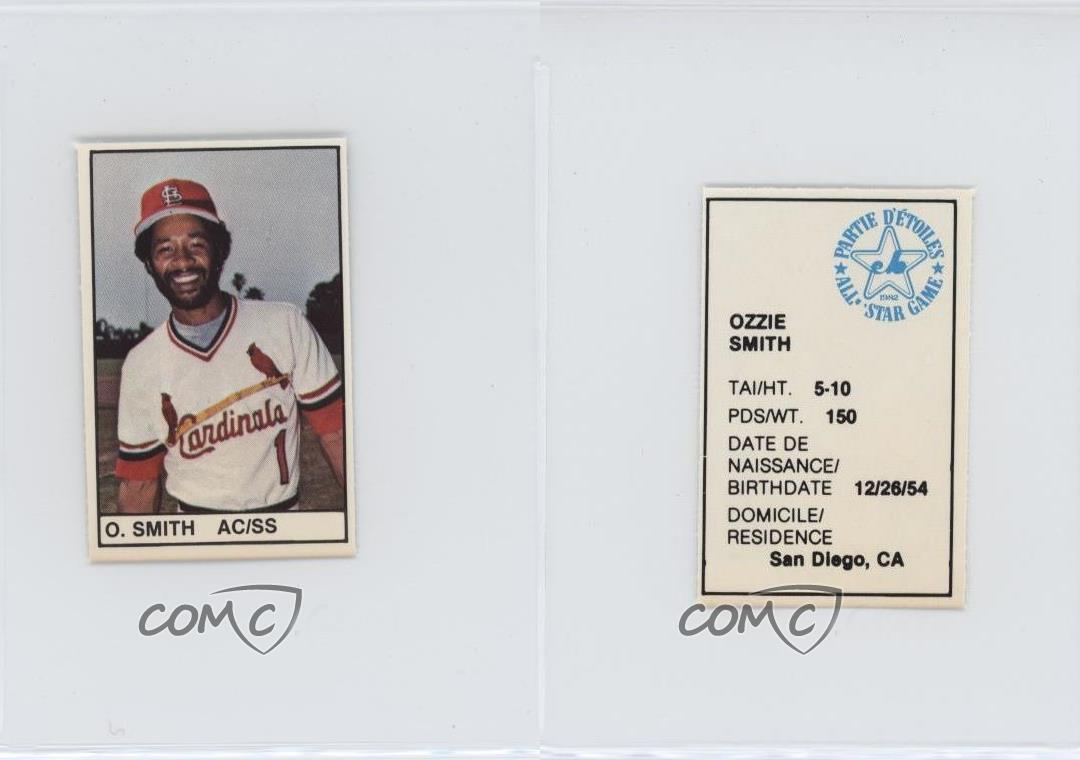 STL
Cardinals
1
O. SMITH AC/SS
COMC
PARTIE D'ÉTOILES
1982
ALL-STAR GAME
OZZIE
SMITH
TAI/HT. 5-10
PDS/WT. 150
DATE DE
NAISSANCE/
BIRTHDATE 12/26/54
DOMICILE/
RESIDENCE
San Diego, CA
COMC